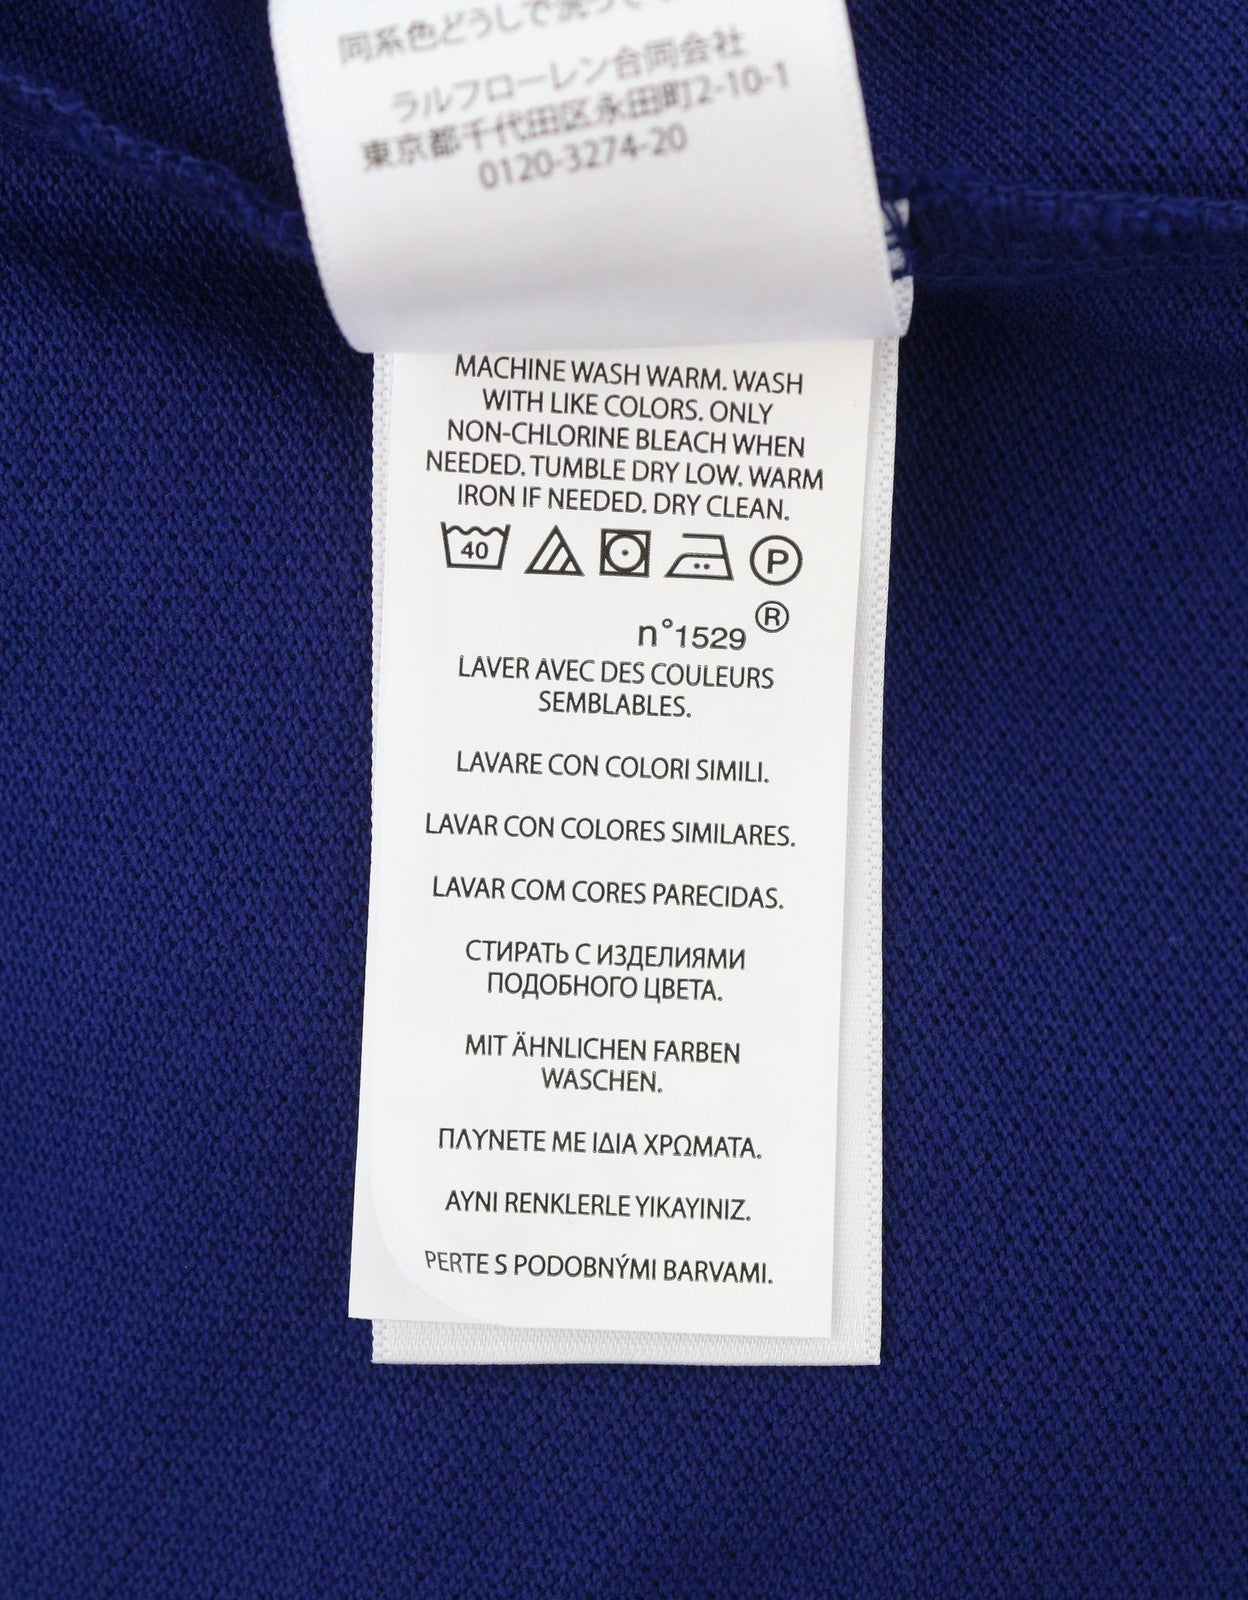 同系色どうしで洗って
ラルフローレン合同会社
東京都千代田区永田町2-10-1
0120-3274-20
MACHINE WASH WARM. WASH
WITH LIKE COLORS. ONLY
NON-CHLORINE BLEACH WHEN
NEEDED. TUMBLE DRY LOW. WARM
IRON IF NEEDED. DRY CLEAN.
40 P
n°1529 ®
LAVER AVEC DES COULEURS
SEMBLABLES.
LAVARE CON COLORI SIMILI.
LAVAR CON COLORES SIMILARES.
LAVAR COM CORES PARECIDAS.
СТИРАТЬ С ИЗДЕЛИЯМИ
ПОДОБНОГО ЦВЕТА.
MIT ÄHNLICHEN FARBEN
WASCHEN.
ΠΛΥΝΕΤΕ ΜΕ ΙΔΙΑ ΧΡΩΜΑΤΑ.
AYNI RENKLERLE YIKAYINIZ.
PERTE S PODOBNÝMI BARVAMI.